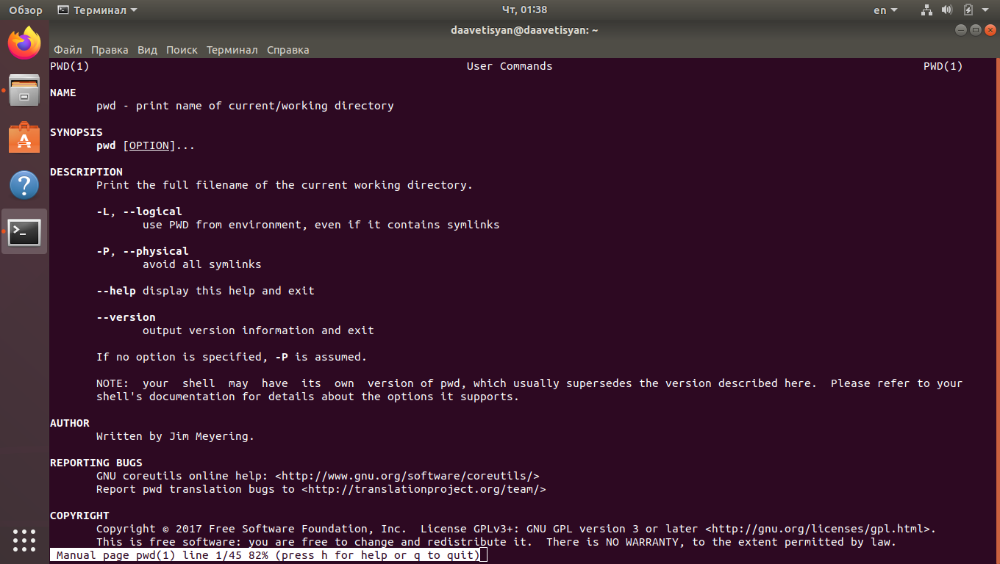 Обзор Терминал Чт, 01:38 en
daavetisyan@daavetisyan: ~
Файл Правка Вид Поиск Терминал Справка
PWD(1) User Commands PWD(1)
NAME
pwd - print name of current/working directory
SYNOPSIS
pwd [OPTION]...
DESCRIPTION
Print the full filename of the current working directory.
-L, --logical
use PWD from environment, even if it contains symlinks
-P, --physical
avoid all symlinks
--help display this help and exit
--version
output version information and exit
If no option is specified, -P is assumed.
NOTE: your shell may have its own version of pwd, which usually supersedes the version described here. Please refer to your
shell's documentation for details about the options it supports.
AUTHOR
Written by Jim Meyering.
REPORTING BUGS
GNU coreutils online help: <http://www.gnu.org/software/coreutils/>
Report pwd translation bugs to <http://translationproject.org/team/>
COPYRIGHT
Copyright © 2017 Free Software Foundation, Inc. License GPLv3+: GNU GPL version 3 or later <http://gnu.org/licenses/gpl.html>.
This is free software: you are free to change and redistribute it. There is NO WARRANTY, to the extent permitted by law.
Manual page pwd(1) line 1/45 82% (press h for help or q to quit)